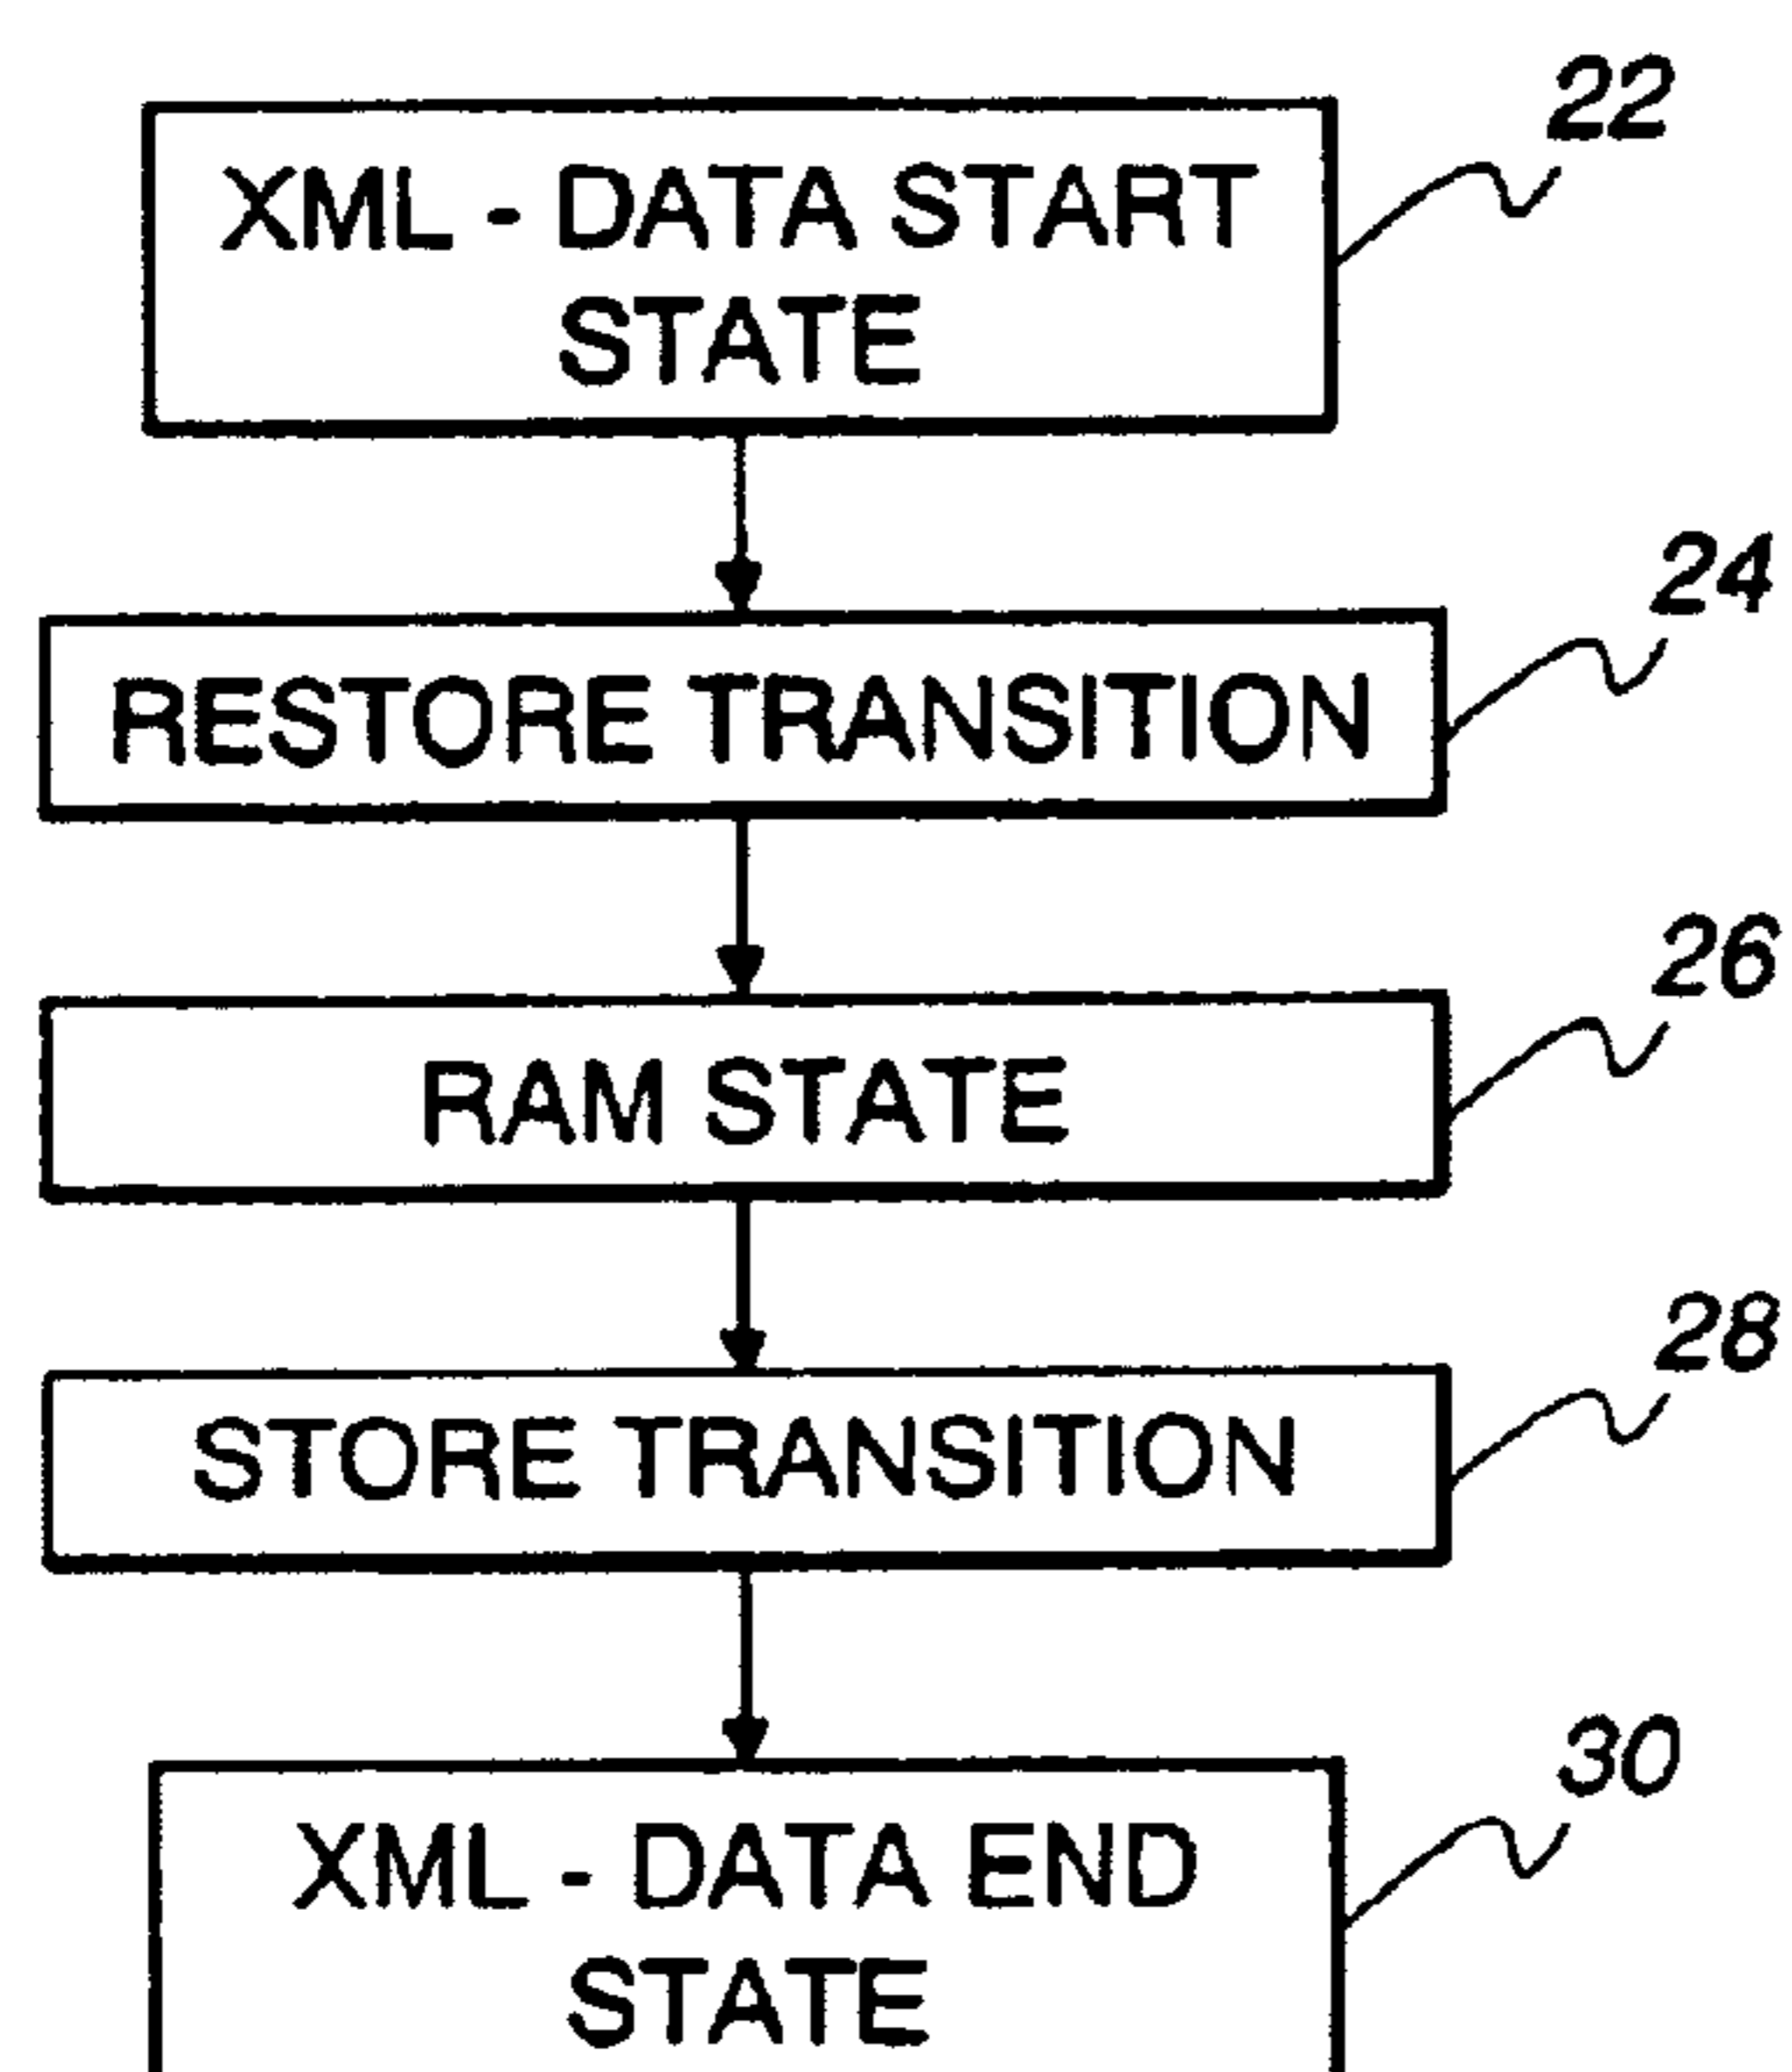 22
XML - DATA START
STATE
24
RESTORE TRANSITION
26
RAM STATE
28
STORE TRANSITION
30
XML - DATA END
STATE